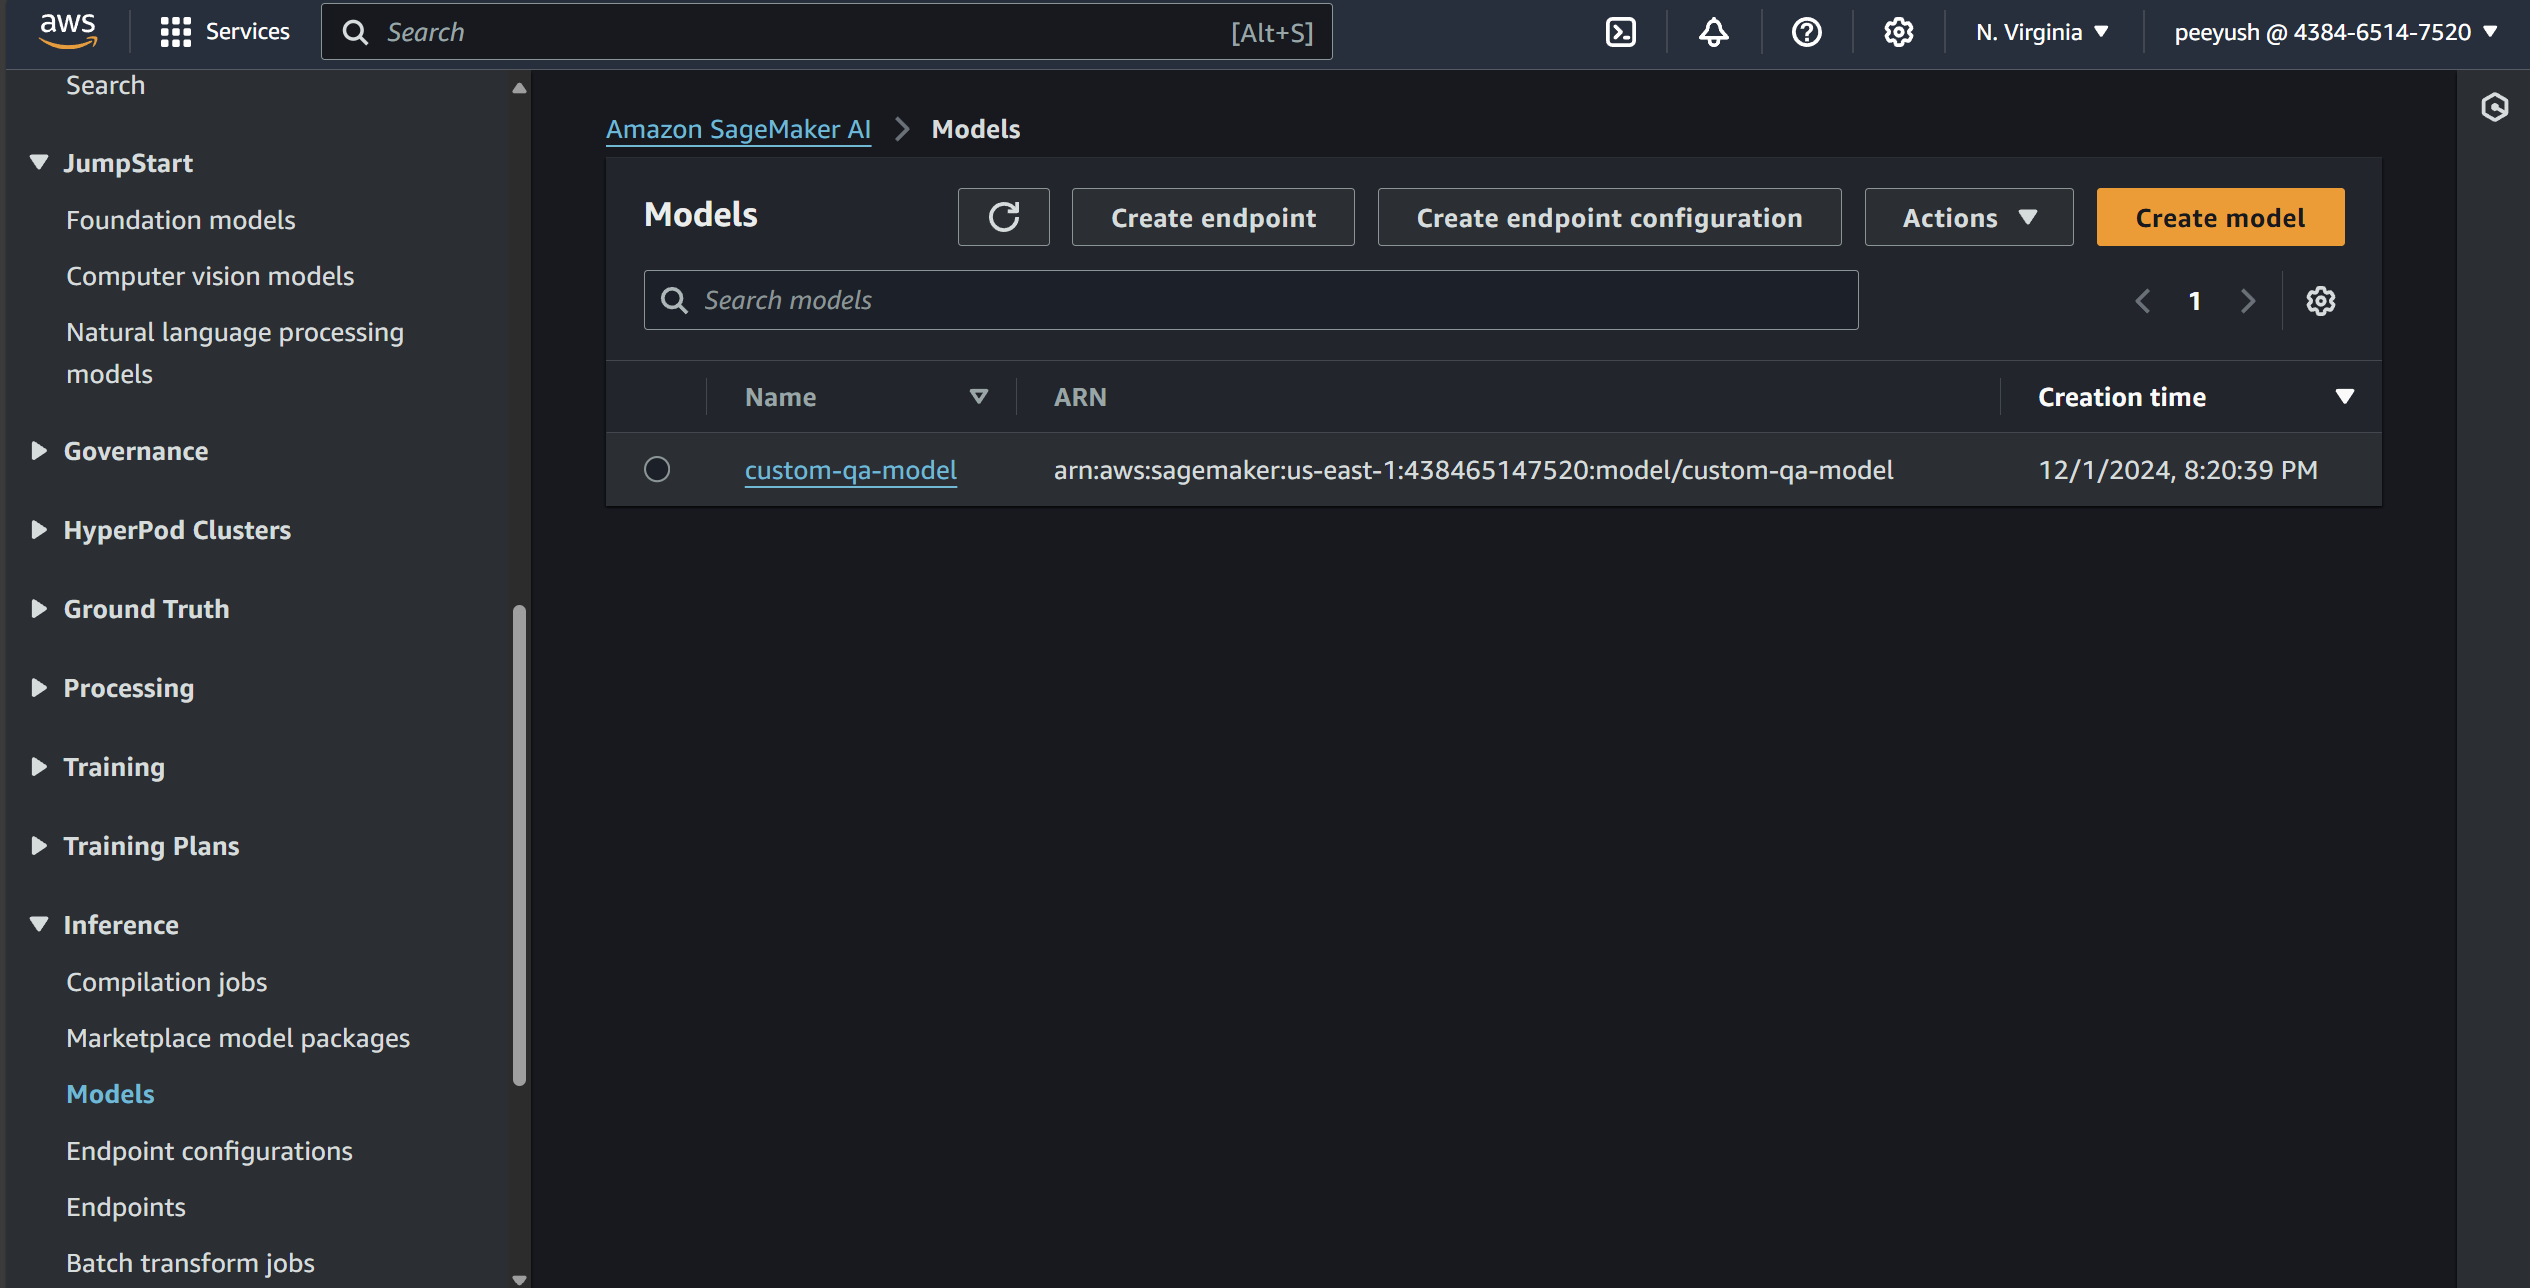 aws
Services
Search
[Alt+S]
N. Virginia
peeyush @ 4384-6514-7520
Search
JumpStart
Foundation models
Computer vision models
Natural language processing
models
Governance
HyperPod Clusters
Ground Truth
Processing
Training
Training Plans
Inference
Compilation jobs
Marketplace model packages
Models
Endpoint configurations
Endpoints
Batch transform jobs
Amazon SageMaker AI
Models
Models
Create endpoint
Create endpoint configuration
Actions
Create model
Search models
1
Name
ARN
Creation time
custom-qa-model
arn:aws:sagemaker:us-east-1:438465147520:model/custom-qa-model
12/1/2024, 8:20:39 PM